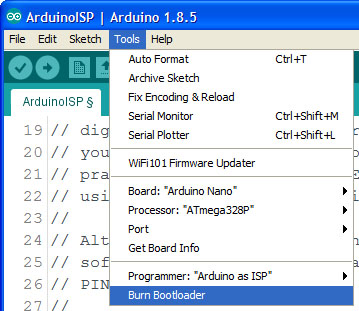 ArduinoISP | Arduino 1.8.5
File Edit Sketch Tools Help
Auto Format Ctrl+T
Archive Sketch
Fix Encoding & Reload
Serial Monitor Ctrl+Shift+M
Serial Plotter Ctrl+Shift+L
WiFi101 Firmware Updater
Board: "Arduino Nano"
Processor: "ATmega328P"
Port
Get Board Info
Programmer: "Arduino as ISP"
Burn Bootloader
ArduinoISP §
19 // dig
20 // you
21 // pra
22 // usi
23 //
24 // Alt
25 // sof
26 // PIN
27 //